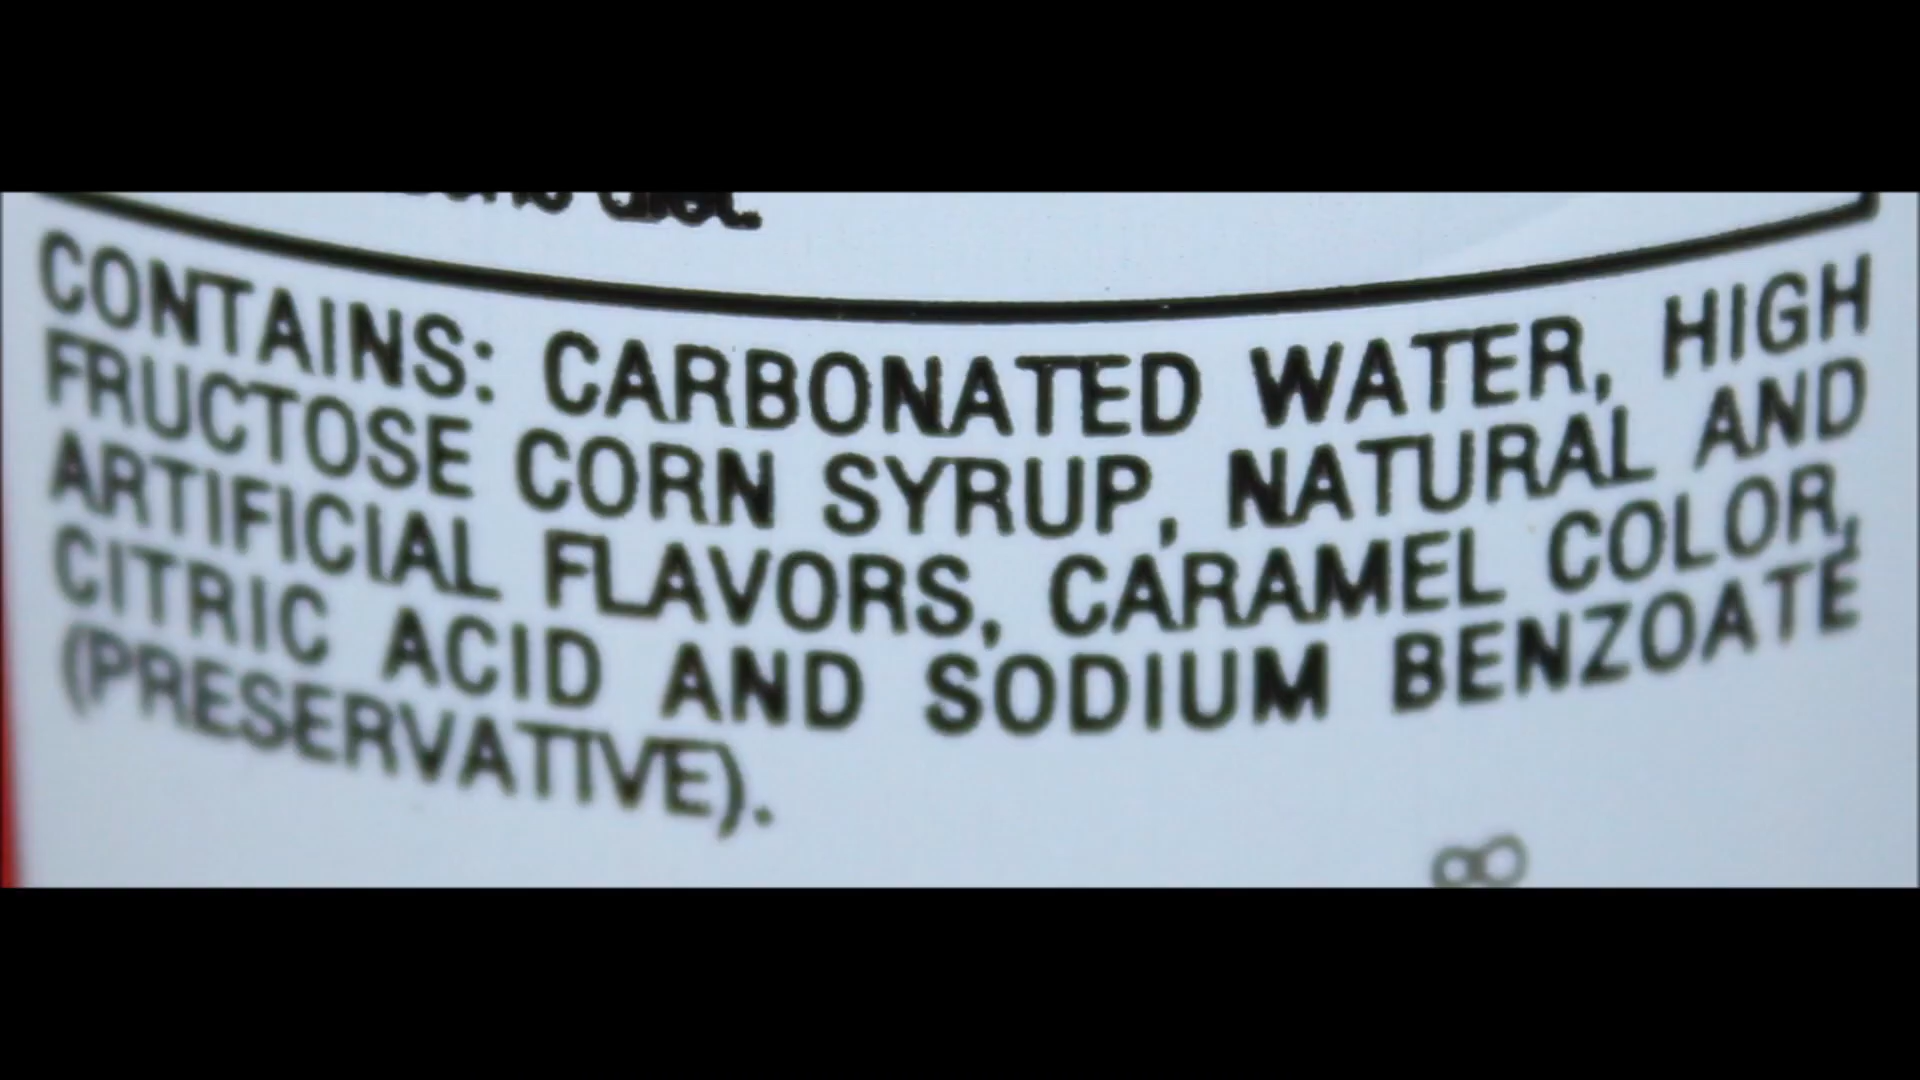 CONTAINS: CARBONATED WATER, HIGH
FRUCTOSE CORN SYRUP, NATURAL AND
ARTIFICIAL FLAVORS, CARAMEL COLOR,
CITRIC ACID AND SODIUM BENZOATE
(PRESERVATIVE).